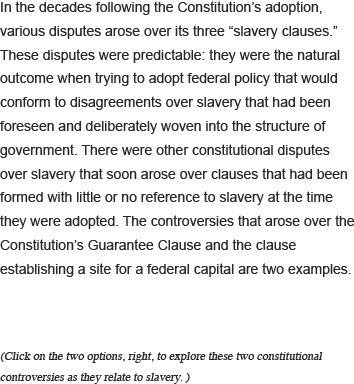 In the decades following the Constitution's adoption,
various disputes arose over its three “slavery clauses.”
These disputes were predictable: they were the natural
outcome when trying to adopt federal policy that would
conform to disagreements over slavery that had been
foreseen and deliberately woven into the structure of
government. There were other constitutional disputes
over slavery that soon arose over clauses that had been
formed with little or no reference to slavery at the time
they were adopted. The controversies that arose over the
Constitution's Guarantee Clause and the clause
establishing a site for a federal capital are two examples.
(Click on the two options, right, to explore these two constitutional
controversies as they relate to slavery. )